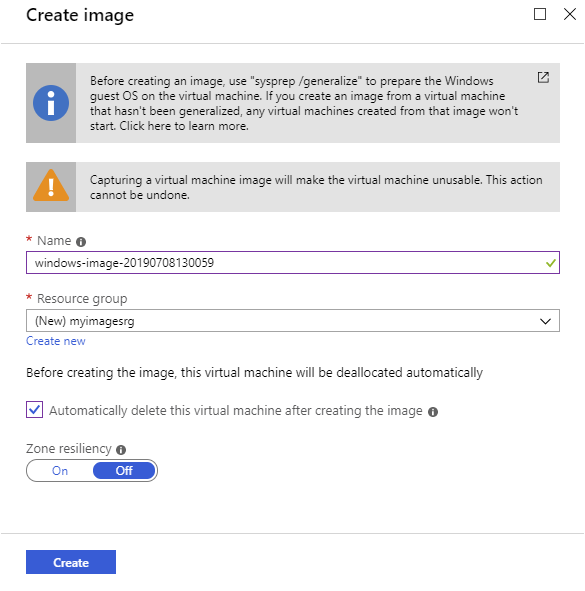 Create image
Before creating an image, use "sysprep /generalize" to prepare the Windows
guest OS on the virtual machine. If you create an image from a virtual machine
that hasn't been generalized, any virtual machines created from that image won't
start. Click here to learn more.
Capturing a virtual machine image will make the virtual machine unusable. This action
cannot be undone.
* Name
windows-image-20190708130059
* Resource group
(New) myimagesrg
Create new
Before creating the image, this virtual machine will be deallocated automatically
Automatically delete this virtual machine after creating the image
Zone resiliency
On Off
Create